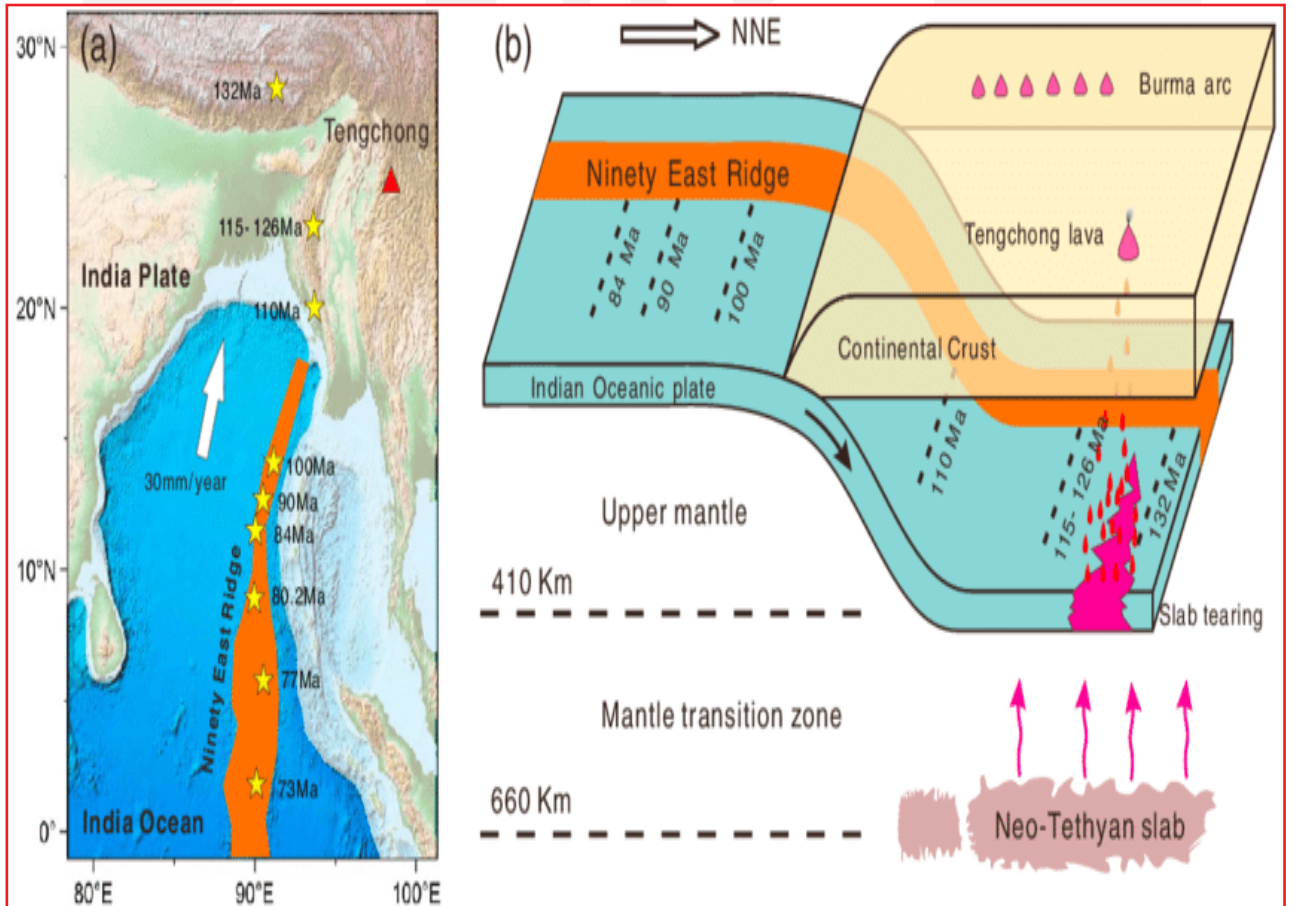 (a)
30°N
20°N
10°N
0°
80°E
90°E
100°E
132Ma
Tengchong
115-126Ma
India Plate
110Ma
30mm/year
100Ma
90Ma
84Ma
80.2Ma
77Ma
73Ma
Ninety East Ridge
India Ocean
(b)
NNE
Burma arc
Ninety East Ridge
84 Ma
90 Ma
100 Ma
Tengchong lava
Continental Crust
Indian Oceanic plate
110 Ma
115-126 Ma
132 Ma
Upper mantle
410 Km
Slab tearing
Mantle transition zone
660 Km
Neo-Tethyan slab